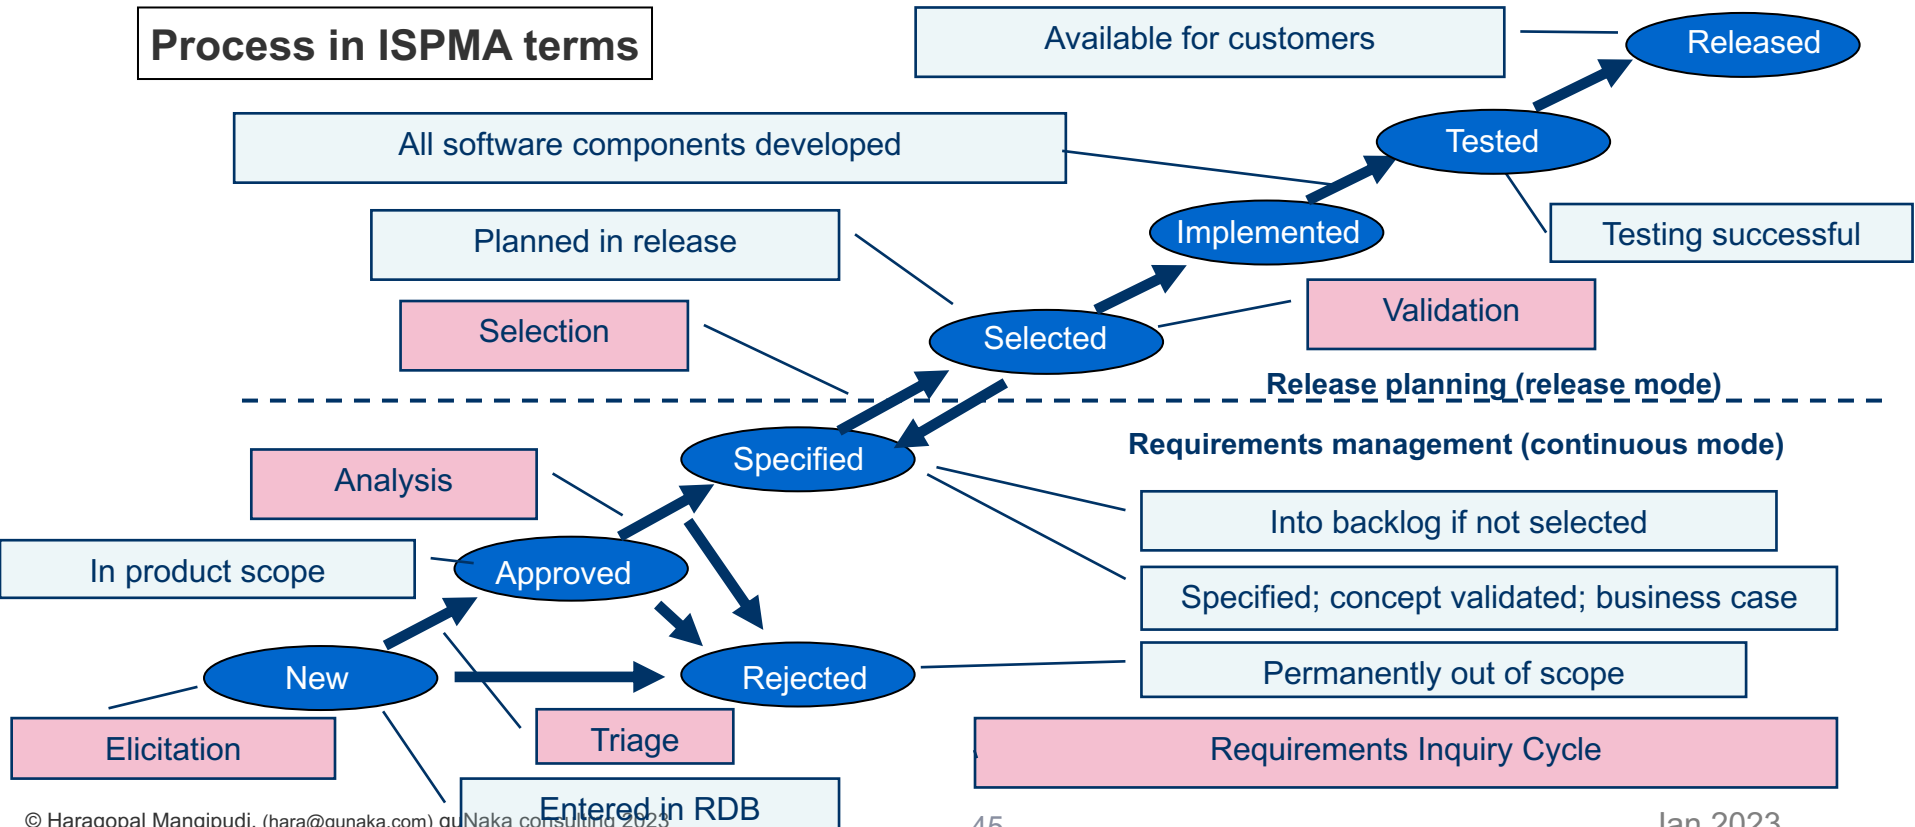 Process in ISPMA terms
Available for customers
Released
All software components developed
Tested
Planned in release
Implemented
Testing successful
Selection
Selected
Validation
Release planning (release mode)
Requirements management (continuous mode)
Analysis
Specified
Into backlog if not selected
In product scope
Approved
Specified; concept validated; business case
New
Rejected
Permanently out of scope
Elicitation
Triage
Requirements Inquiry Cycle
Entered in RDB
© Haragopal Mangipudi, (hara@gunaka.com) guNaka consulting 2023
45
Jan 2023